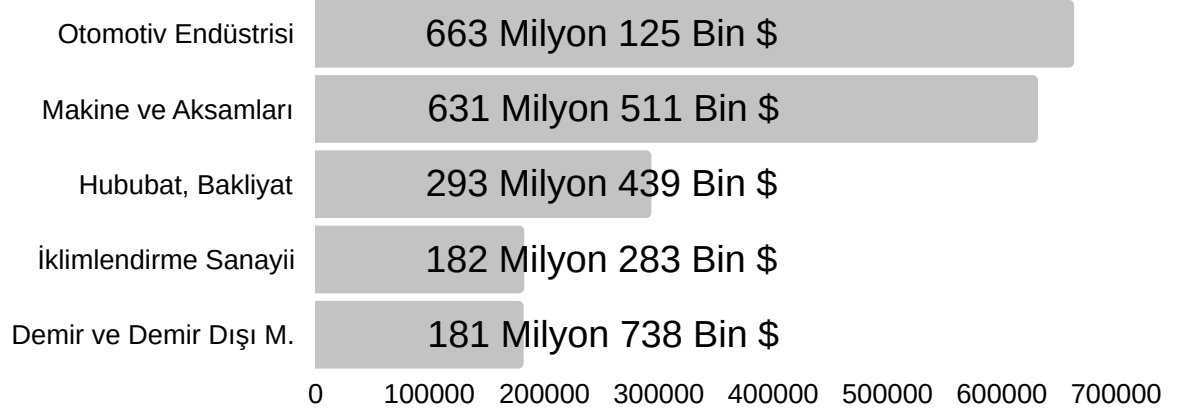 Otomotiv Endüstrisi 663 Milyon 125 Bin $
Makine ve Aksamları 631 Milyon 511 Bin $
Hububat, Bakliyat 293 Milyon 439 Bin $
İklimlendirme Sanayii 182 Milyon 283 Bin $
Demir ve Demir Dışı M. 181 Milyon 738 Bin $
0 100000 200000 300000 400000 500000 600000 700000